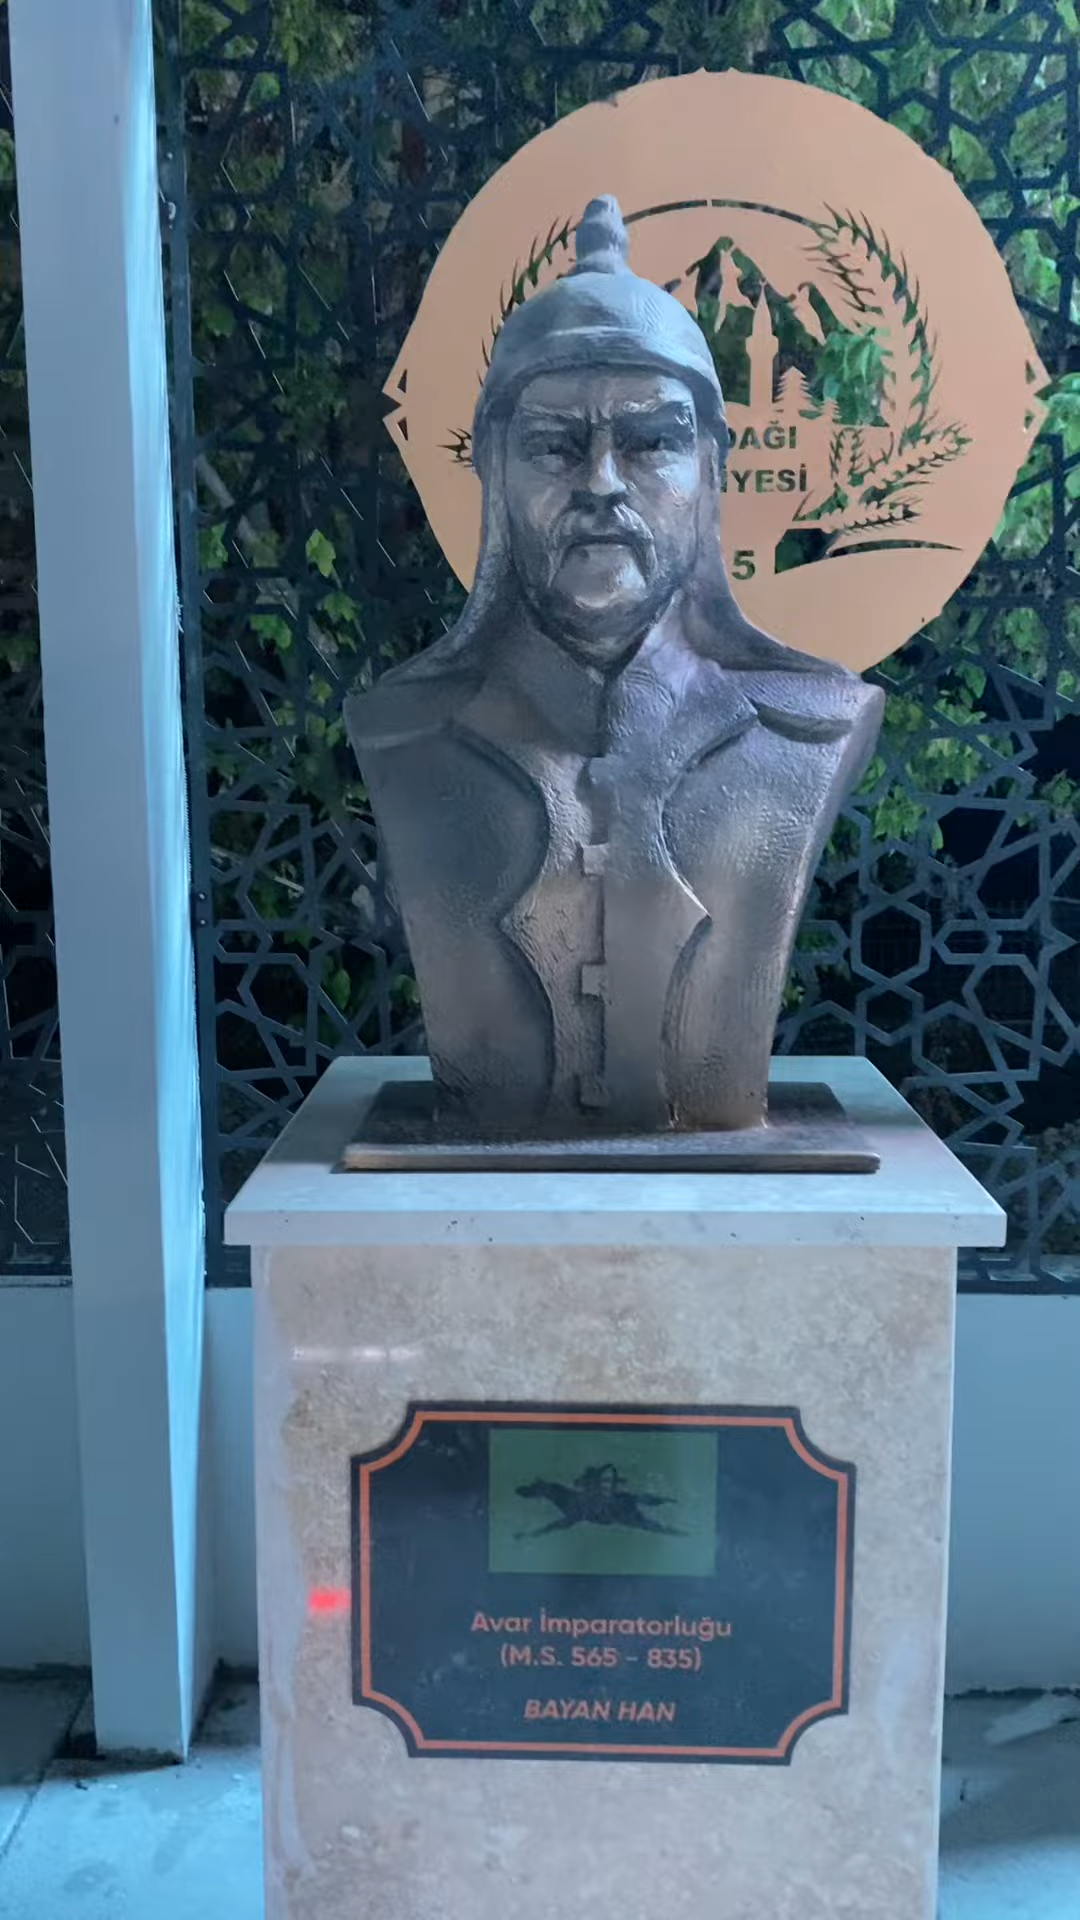 DAĞI
İYESİ
5
Avar İmparatorluğu
(M.S. 565 - 835)
BAYAN HAN